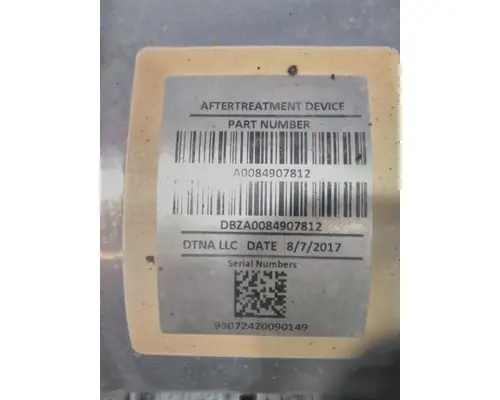 AFTERTREATMENT DEVICE
PART NUMBER
A0084907812
DBZA0084907812
DTNA LLC DATE 8/7/2017
Serial Numbers
93072420090149